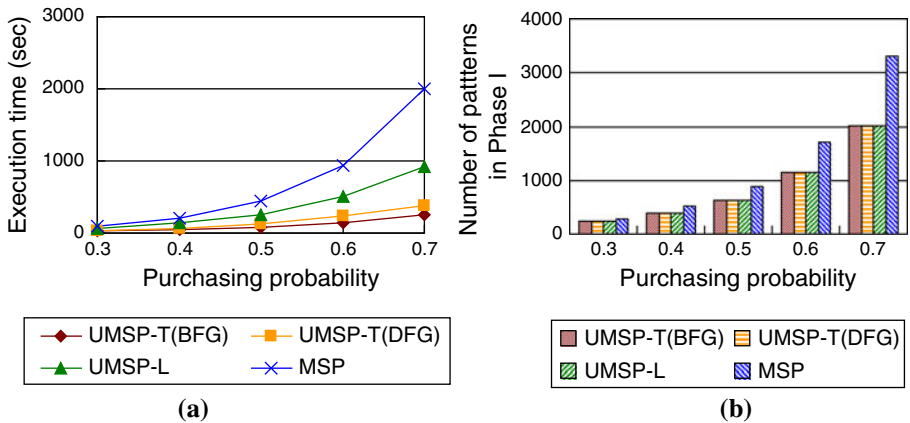 3000
2000
1000
0
Execution time (sec)
0.3 0.4 0.5 0.6 0.7
Purchasing probability
UMSP-T(BFG) UMSP-T(DFG)
UMSP-L MSP
(a)
4000
3000
2000
1000
0
Number of pattterns
in Phase I
0.3 0.4 0.5 0.6 0.7
Purchasing probability
UMSP-T(BFG) UMSP-T(DFG)
UMSP-L MSP
(b)